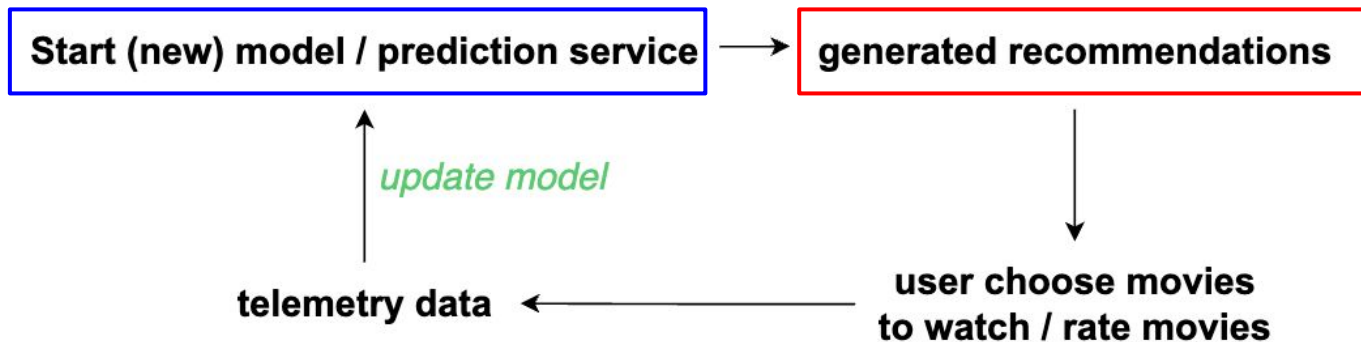 Start (new) model / prediction service
generated recommendations
update model
telemetry data
user choose movies
to watch / rate movies